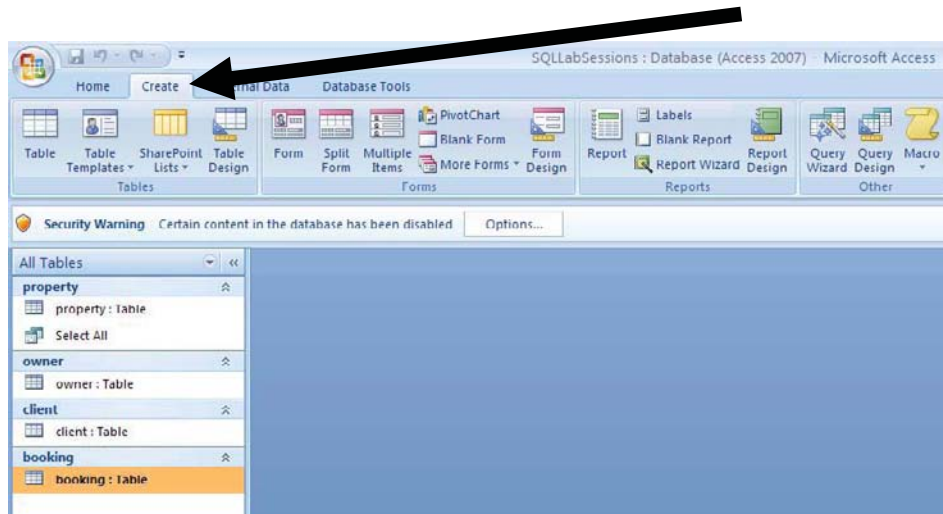 SQLLabSessions : Database (Access 2007) - Microsoft Access
Home Create nal Data Database Tools
Table
Table Templates
SharePoint Lists
Table Design
Tables
Form
Split Form
Multiple Items
PivotChart
Blank Form
More Forms
Form Design
Forms
Report
Labels
Blank Report
Report Wizard
Report Design
Reports
Query Wizard
Query Design
Macro
Other
Security Warning Certain content in the database has been disabled Options...
All Tables
property
property : Table
Select All
owner
owner : Table
client
client : Table
booking
booking : Table